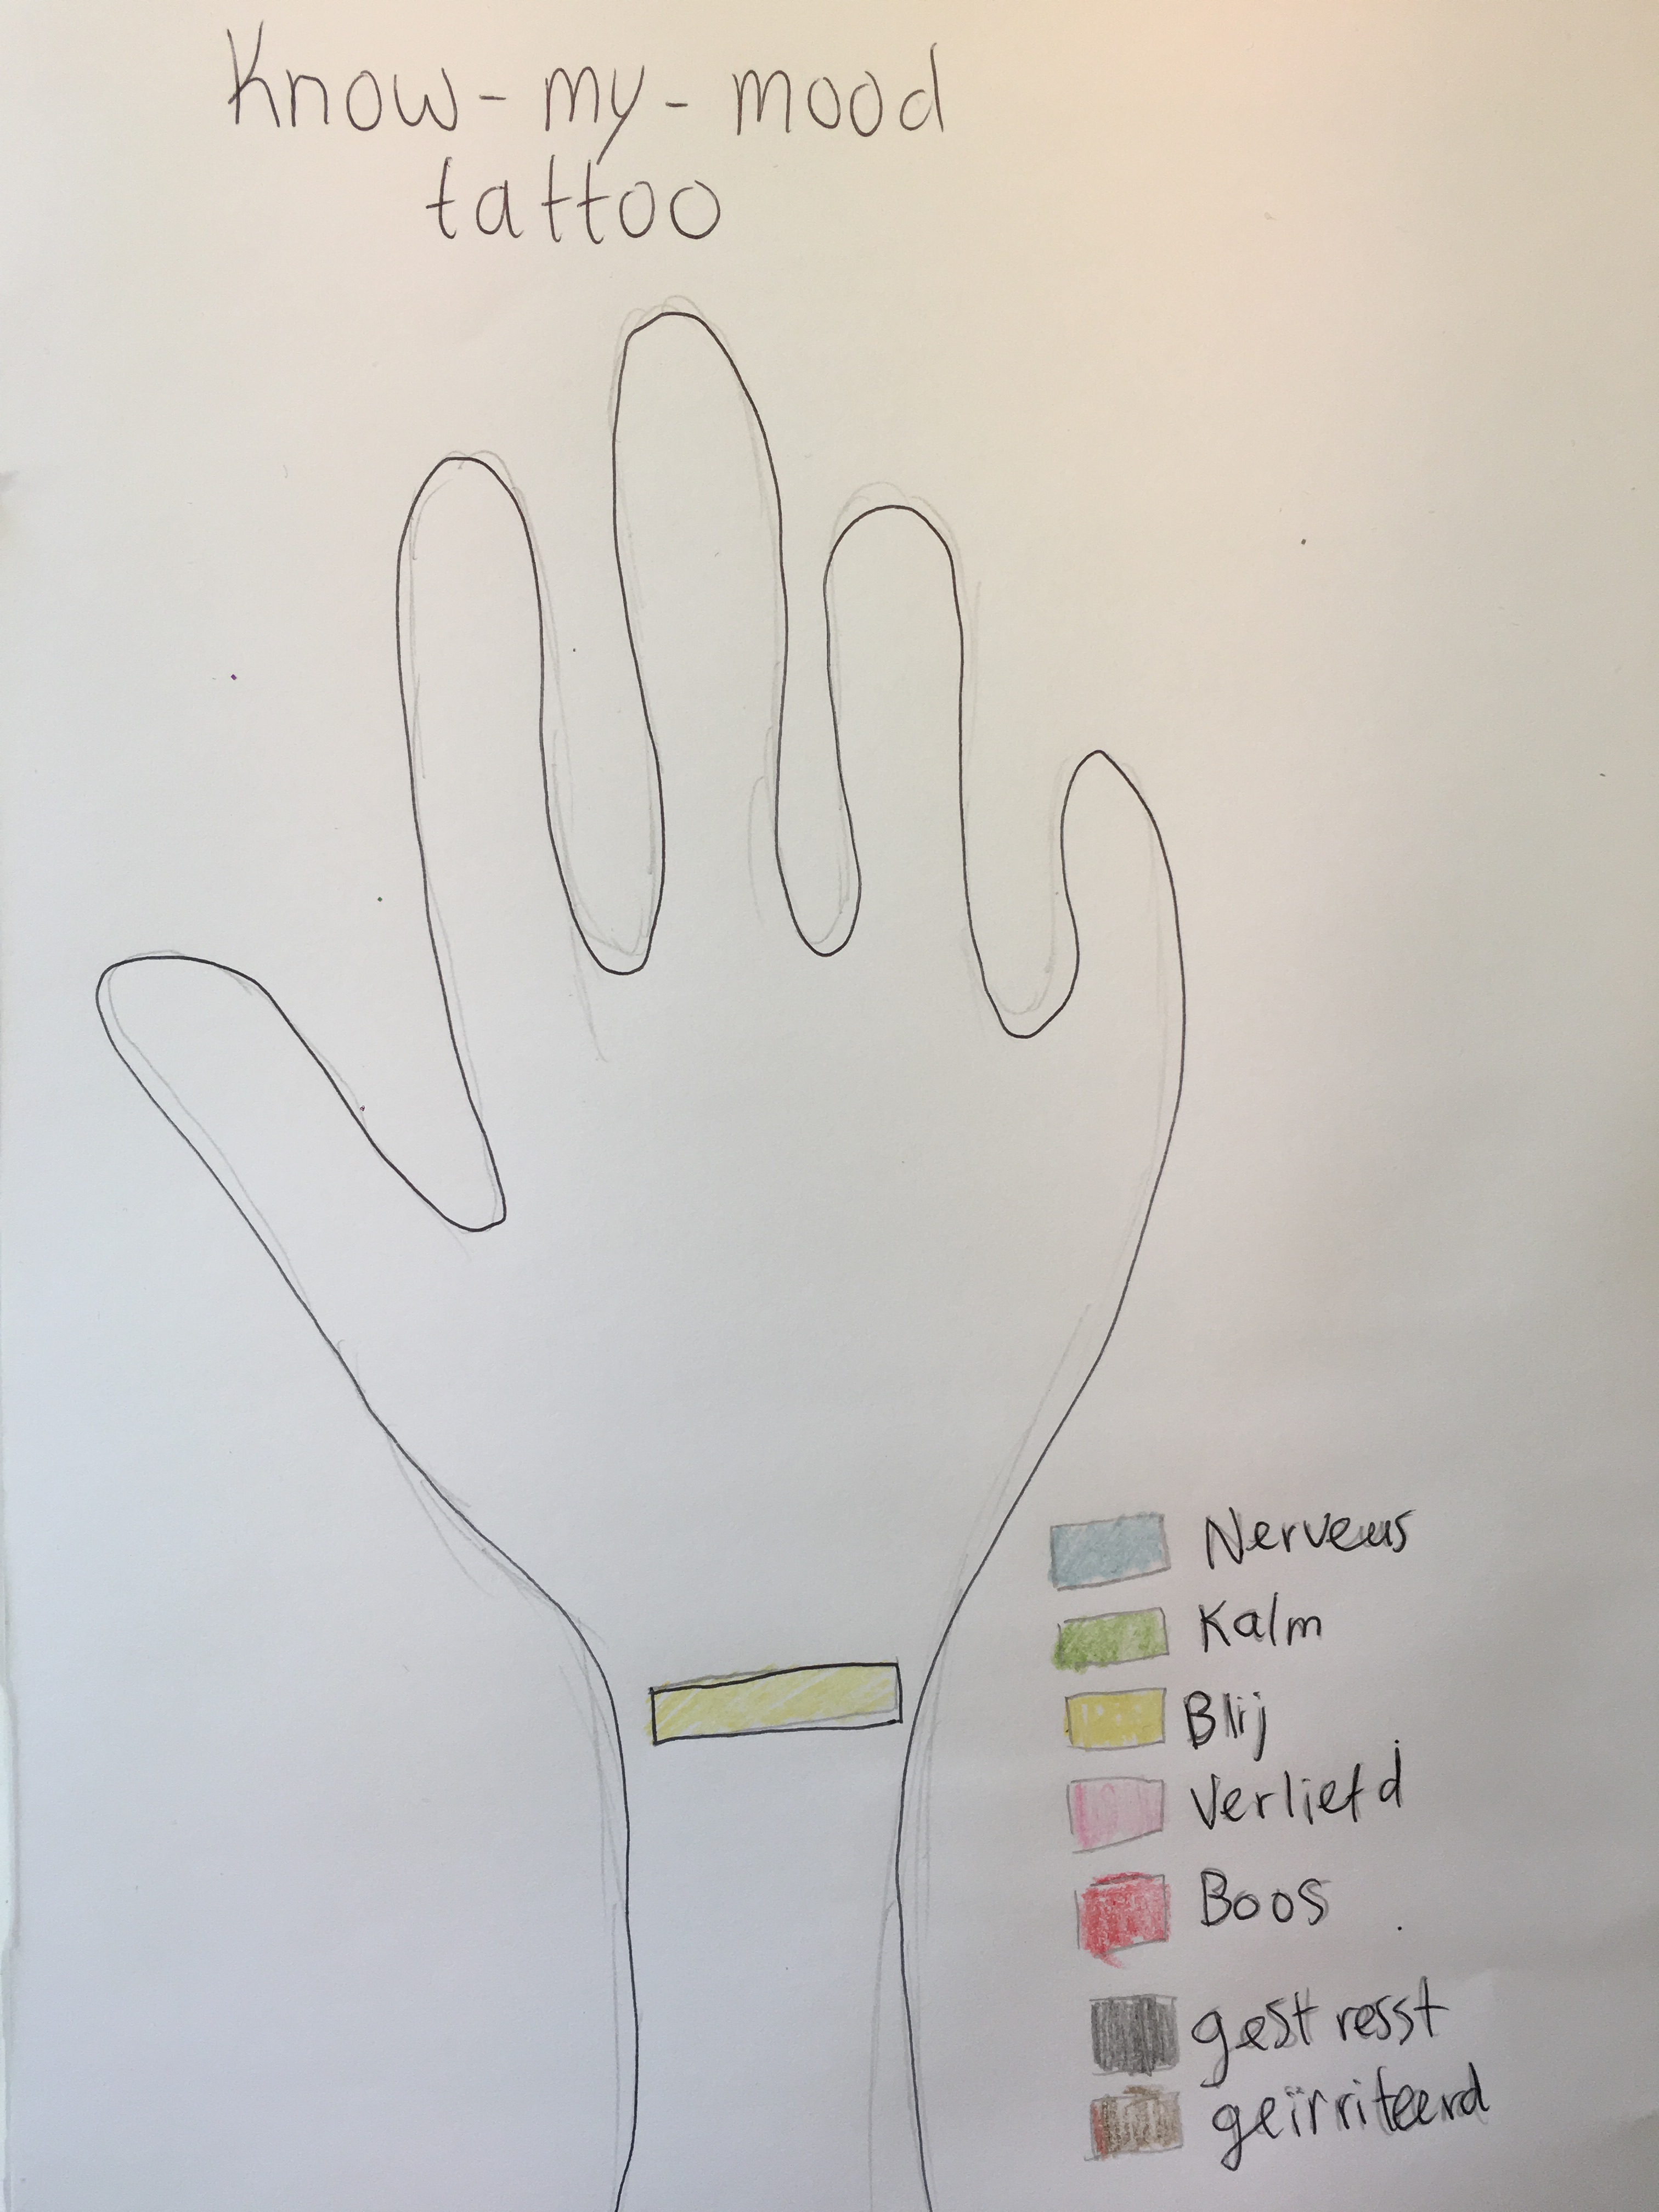 Know-my-mood
tattoo
Nerveus
Kalm
Blij
Verliefd
Boos
gestresst
geïrriteerd